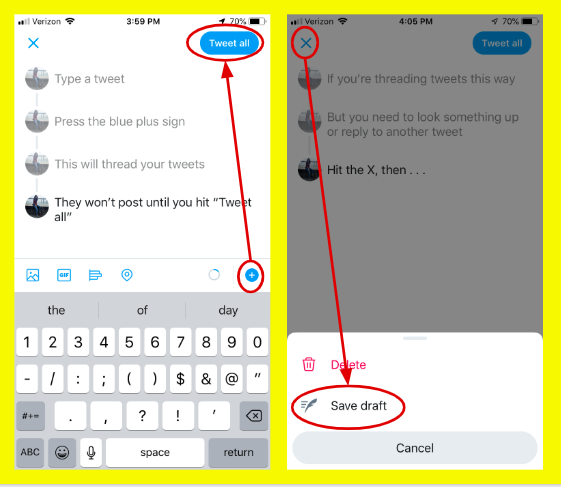 Verizon 3:59 PM 70%
Tweet all
Type a tweet
Press the blue plus sign
This will thread your tweets
They won't post until you hit “Tweet
all”
GIF
the of day
1 2 3 4 5 6 7 8 9 0
- / : ; ( ) $ & @ "
#+= . , ? ! ' 
ABC space return
Verizon 4:05 PM 70%
Tweet all
If you're threading tweets this way
But you need to look something up
or reply to another tweet
Hit the X, then . . .
Delete
Save draft
Cancel